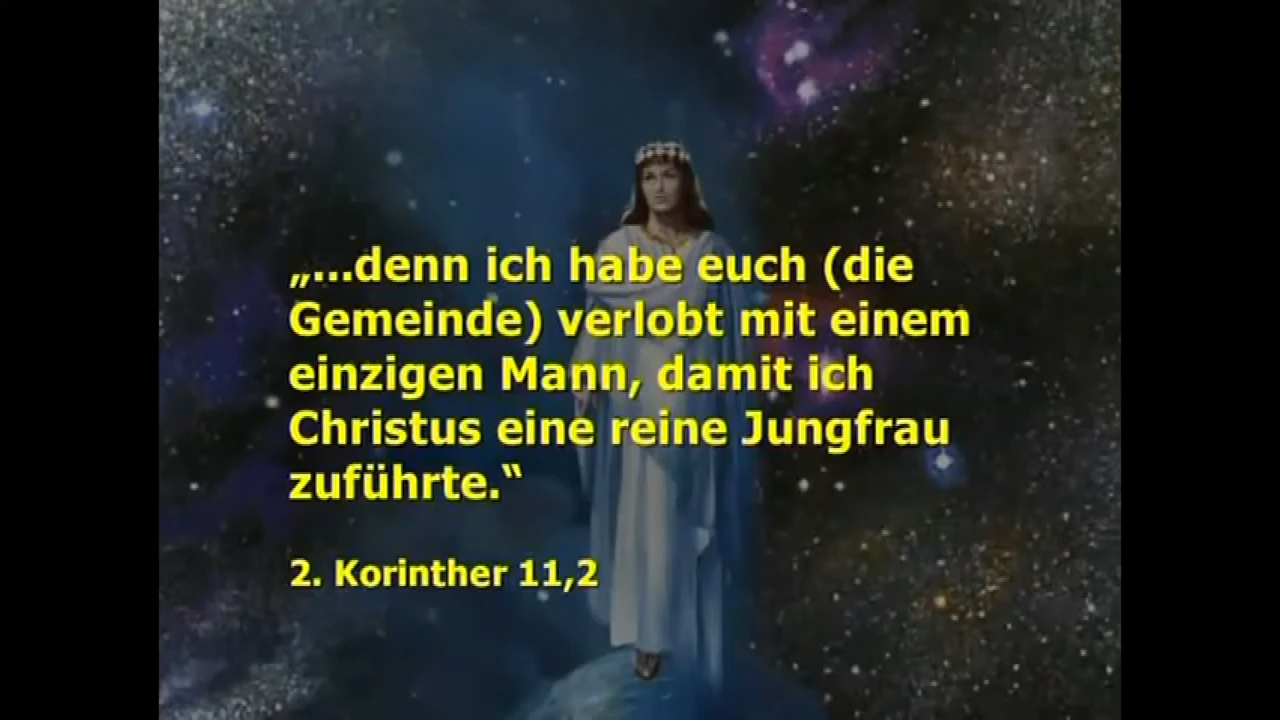 „...denn ich habe euch (die
Gemeinde) verlobt mit einem
einzigen Mann, damit ich
Christus eine reine Jungfrau
zuführte.“
2. Korinther 11,2